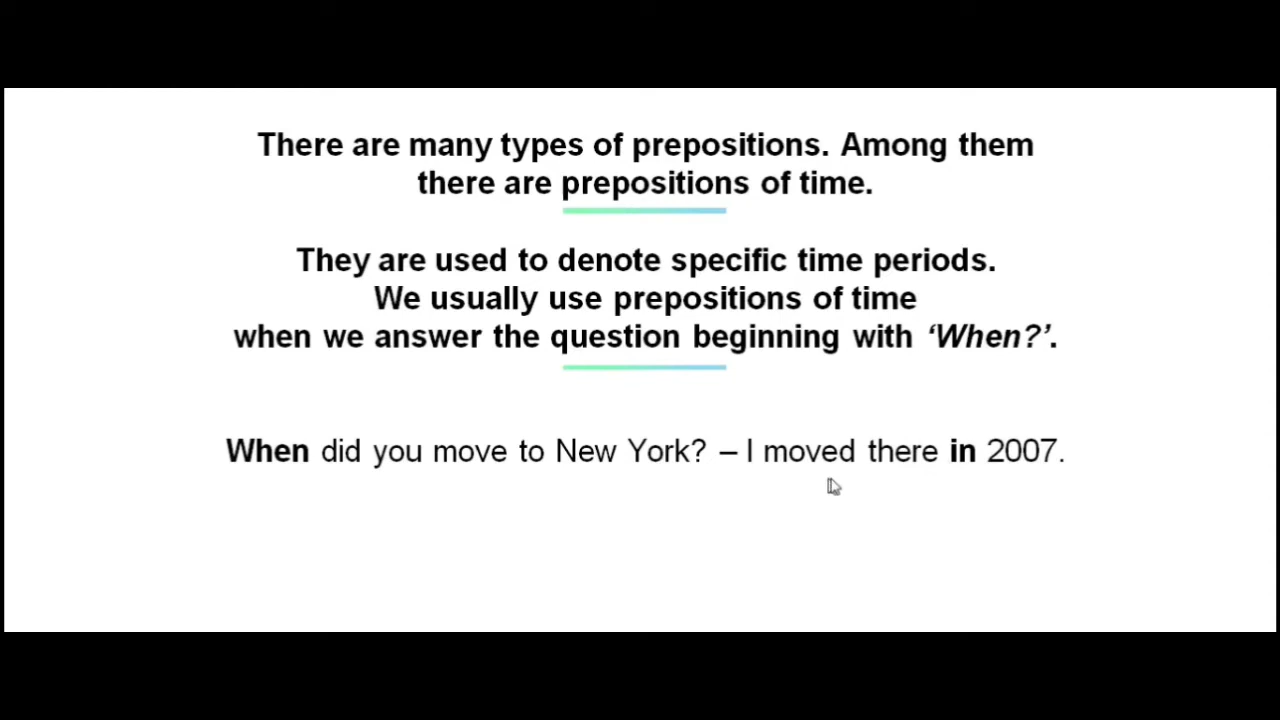 There are many types of prepositions. Among them
there are prepositions of time.
They are used to denote specific time periods.
We usually use prepositions of time
when we answer the question beginning with ‘When?’.
When did you move to New York? – I moved there in 2007.